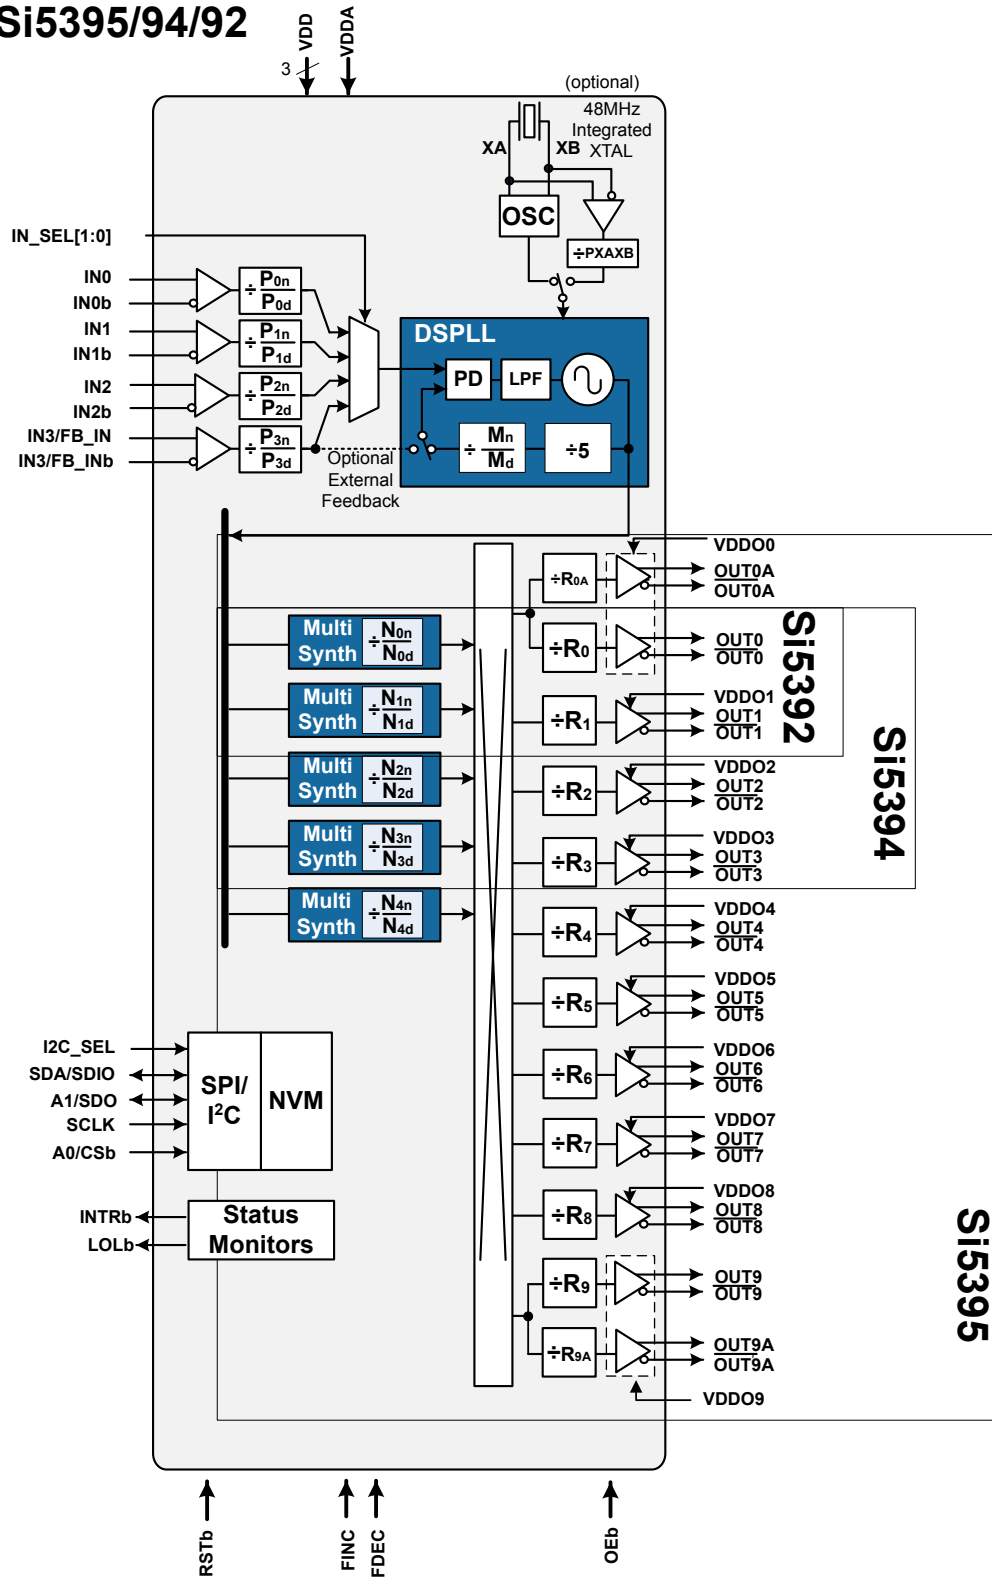 Si5395/94/92
VDD
VDDA
3
(optional)
48MHz
Integrated
XTAL
XA
XB
OSC
÷PXAXB
IN_SEL[1:0]
IN0
IN0b
÷ P0n
P0d
IN1
IN1b
÷ P1n
P1d
IN2
IN2b
÷ P2n
P2d
IN3/FB_IN
IN3/FB_INb
÷ P3n
P3d
Optional
External
Feedback
DSPLL
PD
LPF
÷ Mn
Md
÷5
Multi
Synth
÷ N0n
N0d
Multi
Synth
÷ N1n
N1d
Multi
Synth
÷ N2n
N2d
Multi
Synth
÷ N3n
N3d
Multi
Synth
÷ N4n
N4d
÷R0A
÷R0
÷R1
÷R2
÷R3
÷R4
÷R5
÷R6
÷R7
÷R8
÷R9
÷R9A
VDDO0
OUT0A
OUT0A
OUT0
OUT0
VDDO1
OUT1
OUT1
VDDO2
OUT2
OUT2
VDDO3
OUT3
OUT3
VDDO4
OUT4
OUT4
VDDO5
OUT5
OUT5
VDDO6
OUT6
OUT6
VDDO7
OUT7
OUT7
VDDO8
OUT8
OUT8
OUT9
OUT9
OUT9A
OUT9A
VDDO9
Si5392
Si5394
Si5395
I2C_SEL
SDA/SDIO
A1/SDO
SCLK
A0/CSb
SPI/
I²C
NVM
INTRb
LOLb
Status
Monitors
RSTb
FINC
FDEC
OEb